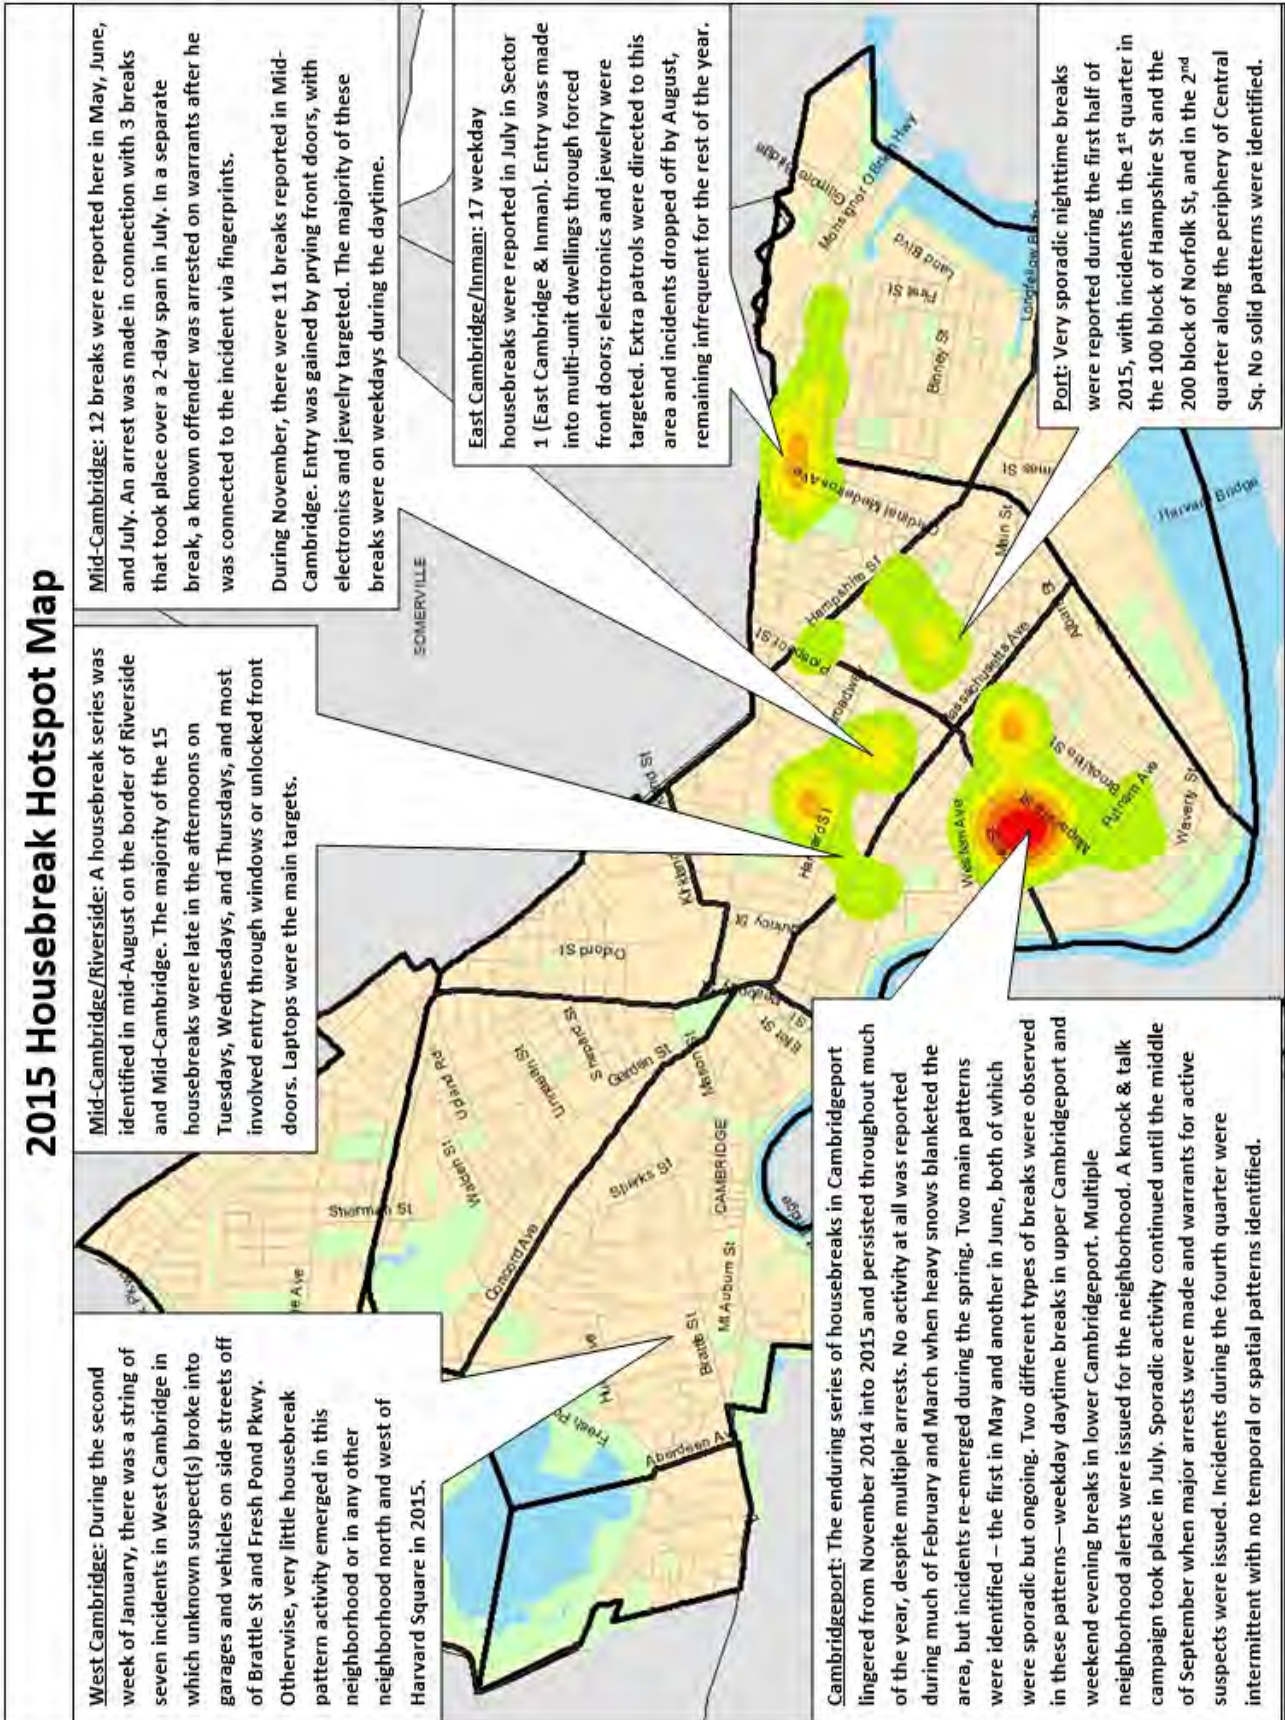 2015 Housebreak Hotspot Map
West Cambridge: During the second
week of January, there was a string of
seven incidents in West Cambridge in
which unknown suspect(s) broke into
garages and vehicles on side streets off
of Brattle St and Fresh Pond Pkwy.
Otherwise, very little housebreak
pattern activity emerged in this
neighborhood or in any other
neighborhood north and west of
Harvard Square in 2015.
Mid-Cambridge/Riverside: A housebreak series was
identified in mid-August on the border of Riverside
and Mid-Cambridge. The majority of the 15
housebreaks were late in the afternoons on
Tuesdays, Wednesdays, and Thursdays, and most
involved entry through windows or unlocked front
doors. Laptops were the main targets.
Mid-Cambridge: 12 breaks were reported here in May, June,
and July. An arrest was made in connection with 3 breaks
that took place over a 2-day span in July. In a separate
break, a known offender was arrested on warrants after he
was connected to the incident via fingerprints.
During November, there were 11 breaks reported in Mid-
Cambridge. Entry was gained by prying front doors, with
electronics and jewelry targeted. The majority of these
breaks were on weekdays during the daytime.
East Cambridge/Inman: 17 weekday
housebreaks were reported in July in Sector
1 (East Cambridge & Inman). Entry was made
into multi-unit dwellings through forced
front doors; electronics and jewelry were
targeted. Extra patrols were directed to this
area and incidents dropped off by August,
remaining infrequent for the rest of the year.
Port: Very sporadic nighttime breaks
were reported during the first half of
2015, with incidents in the 1st quarter in
the 100 block of Hampshire St and the
200 block of Norfolk St, and in the 2nd
quarter along the periphery of Central
Sq. No solid patterns were identified.
Cambridgeport: The enduring series of housebreaks in Cambridgeport
lingered from November 2014 into 2015 and persisted throughout much
of the year, despite multiple arrests. No activity at all was reported
during much of February and March when heavy snows blanketed the
area, but incidents re-emerged during the spring. Two main patterns
were identified – the first in May and another in June, both of which
were sporadic but ongoing. Two different types of breaks were observed
in these patterns—weekday daytime breaks in upper Cambridgeport and
weekend evening breaks in lower Cambridgeport. Multiple
neighborhood alerts were issued for the neighborhood. A knock & talk
campaign took place in July. Sporadic activity continued until the middle
of September when major arrests were made and warrants for active
suspects were issued. Incidents during the fourth quarter were
intermittent with no temporal or spatial patterns identified.
SOMERVILLE
CAMBRIDGE
Sherman St
Walden St
Upland Rd
Linnaean St
Shepard St
Garden St
Mason St
Oxford St
Concord Ave
Sparks St
Mt Auburn St
Brattle St
Aberdeen Av
Fresh Po
Eliot St
Quincy St
Harvard St
Broadway
Prospect St
Hampshire St
Cardinal Medeiros Ave
Massachusetts Ave
Main St
Albany St
Western Ave
Magazine St
Brookline St
Putnam Ave
Waverly St
Binney St
First St
Land Blvd
Monsignor O'Brien Hwy
Gilmore Bridge
Longfellow B
Harvard Bridge